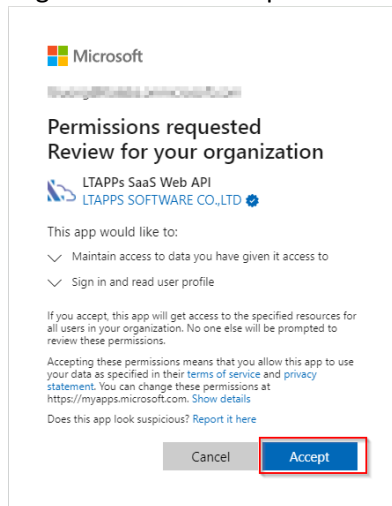 Microsoft
Permissions requested
Review for your organization
LTAPPs SaaS Web API
LTAPPS SOFTWARE CO.,LTD
This app would like to:
Maintain access to data you have given it access to
Sign in and read user profile
If you accept, this app will get access to the specified resources for
all users in your organization. No one else will be prompted to
review these permissions.
Accepting these permissions means that you allow this app to use
your data as specified in their terms of service and privacy
statement. You can change these permissions at
https://myapps.microsoft.com. Show details
Does this app look suspicious? Report it here
Cancel Accept